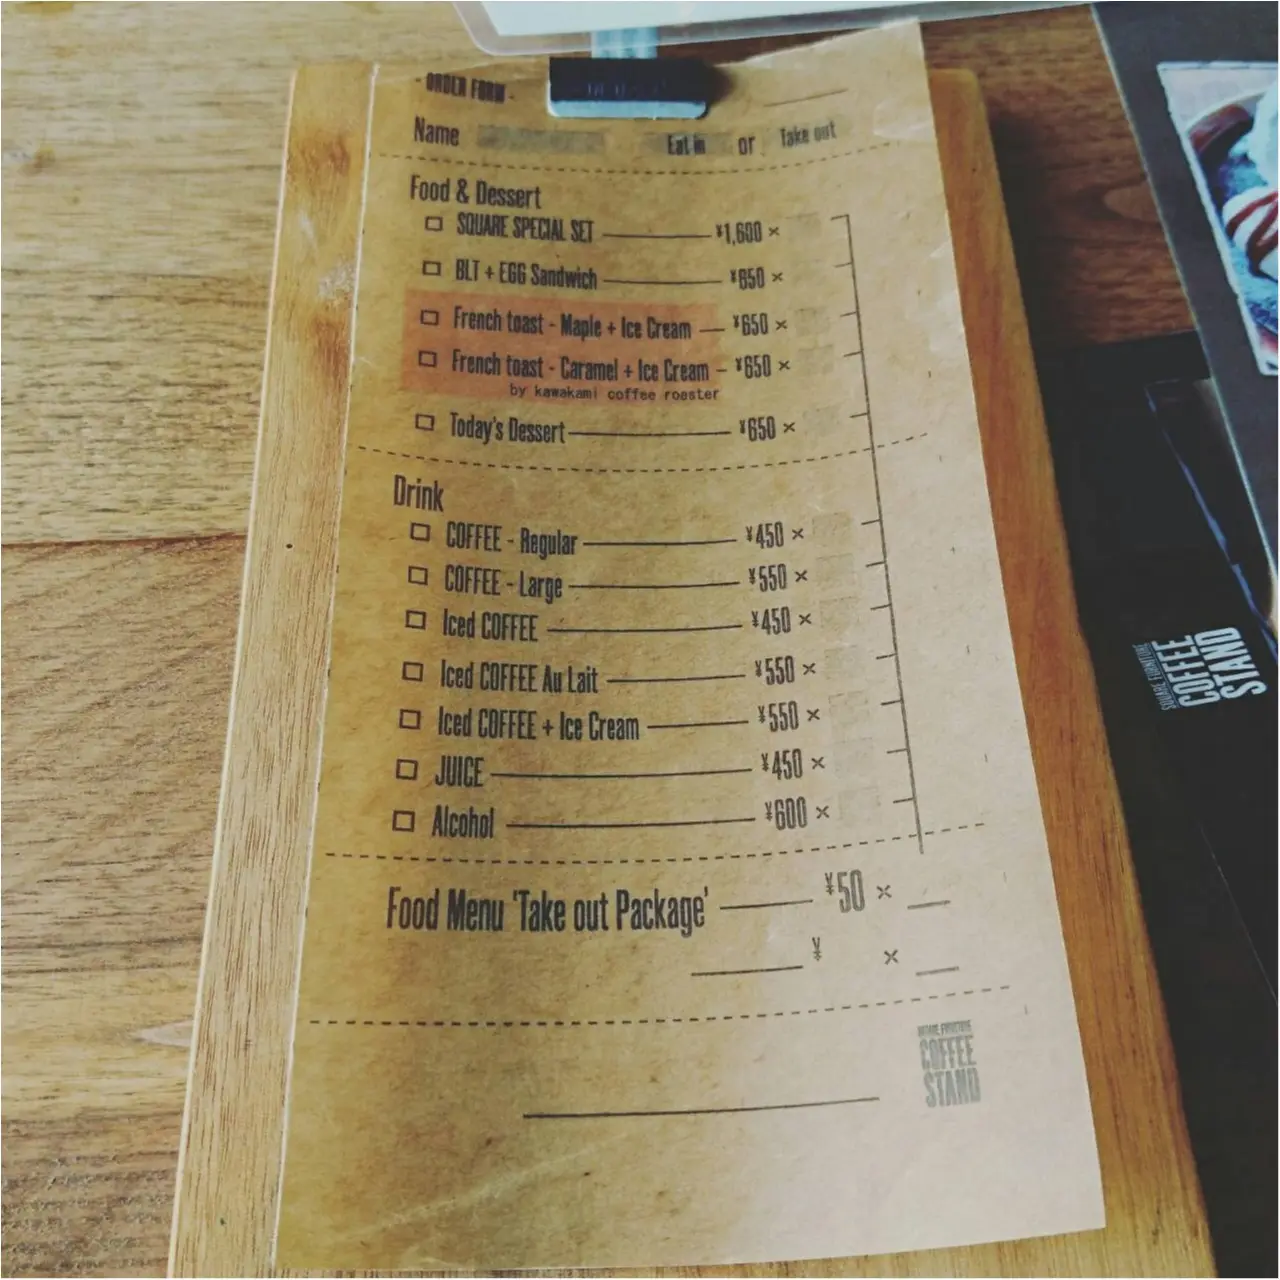 - ORDER FORM -
Name Eat in or Take out
Food & Dessert
SQUARE SPECIAL SET ¥1,600 ×
BLT + EGG Sandwich ¥650 ×
French toast - Maple + Ice Cream ¥650 ×
French toast - Caramel + Ice Cream ¥650 ×
by kawakami coffee roaster
Today's Dessert ¥650 ×
Drink
COFFEE - Regular ¥450 ×
COFFEE - Large ¥550 ×
Iced COFFEE ¥450 ×
Iced COFFEE Au Lait ¥550 ×
Iced COFFEE + Ice Cream ¥550 ×
JUICE ¥450 ×
Alcohol ¥600 ×
Food Menu 'Take out Package' ¥50 ×
¥ ×
COFFEE
STAND
SQUARE FURNITURE
COFFEE
STAND